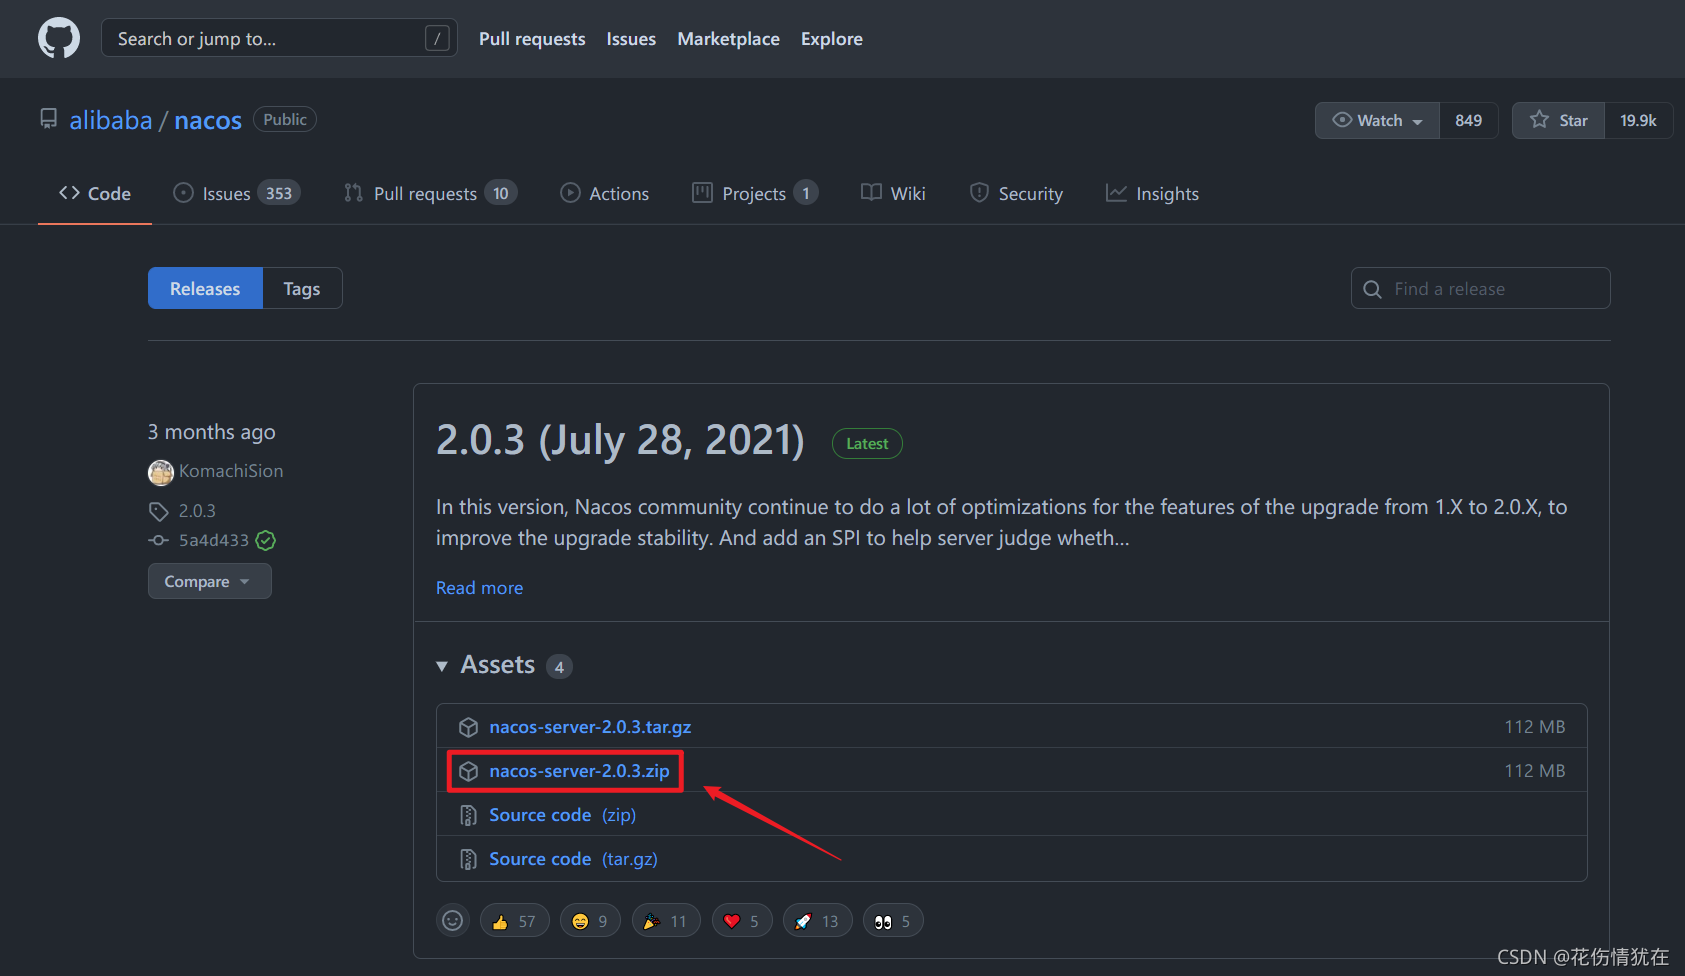 Search or jump to... /
Pull requests Issues Marketplace Explore
alibaba / nacos Public
Watch 849 Star 19.9k
Code Issues 353 Pull requests 10 Actions Projects 1 Wiki Security Insights
Releases Tags
Find a release
3 months ago
KomachiSion
2.0.3
5a4d433
Compare
2.0.3 (July 28, 2021) Latest
In this version, Nacos community continue to do a lot of optimizations for the features of the upgrade from 1.X to 2.0.X, to
improve the upgrade stability. And add an SPI to help server judge wheth...
Read more
Assets 4
nacos-server-2.0.3.tar.gz 112 MB
nacos-server-2.0.3.zip 112 MB
Source code (zip)
Source code (tar.gz)
57 9 11 5 13 5
CSDN @花伤情犹在